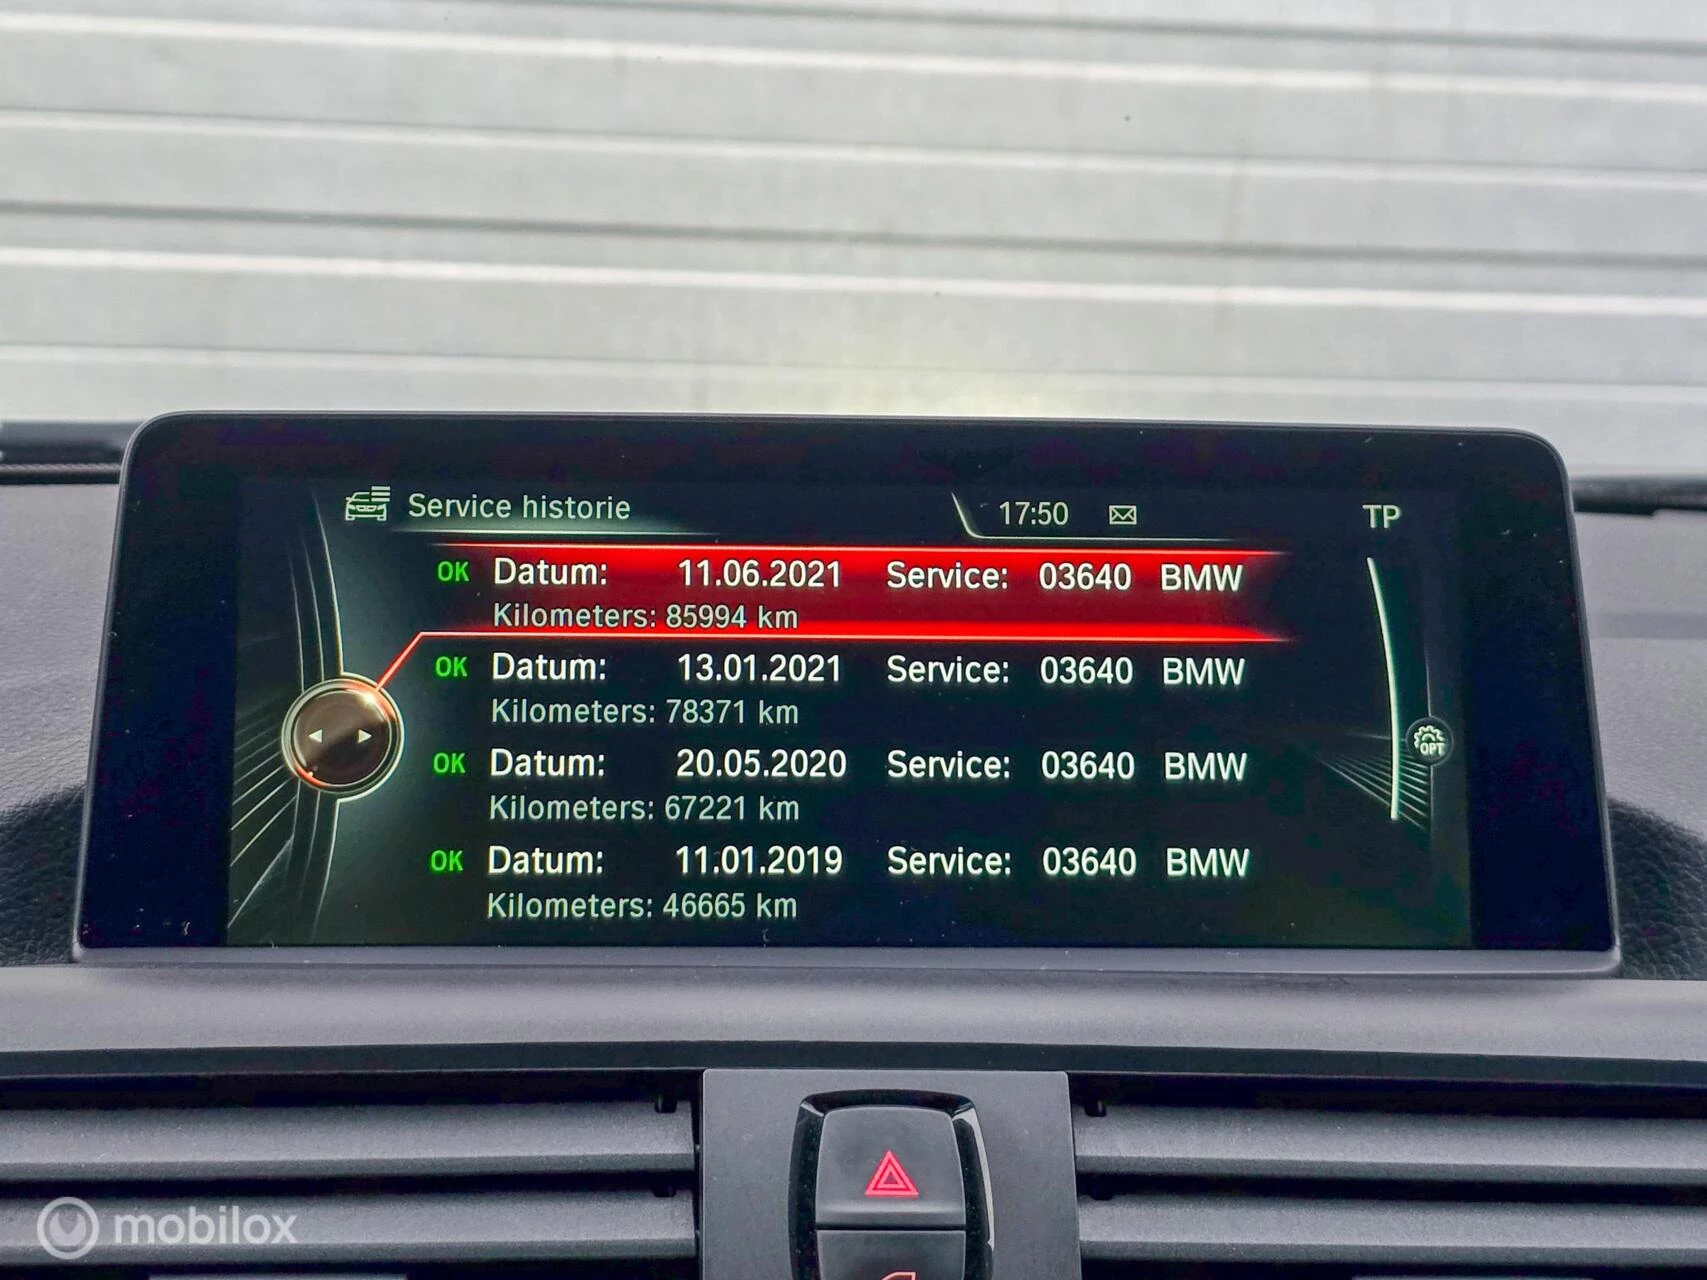 Service historie 17:50 TP
OK Datum: 11.06.2021 Service: 03640 BMW
Kilometers: 85994 km
OK Datum: 13.01.2021 Service: 03640 BMW
Kilometers: 78371 km
OK Datum: 20.05.2020 Service: 03640 BMW
Kilometers: 67221 km
OPT
OK Datum: 11.01.2019 Service: 03640 BMW
Kilometers: 46665 km
mobilox